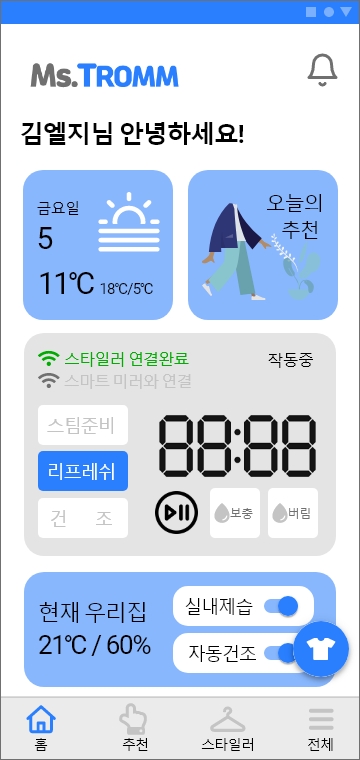 Ms.TROMM
김엘지님 안녕하세요!
금요일
5
11℃ 18℃/5℃
오늘의
추천
스타일러 연결완료
작동중
스마트 미러와 연결
스팀준비
리프레쉬
건 조
88:88
보충
버림
현재 우리집
21℃ / 60%
실내제습
자동건조
홈
추천
스타일러
전체